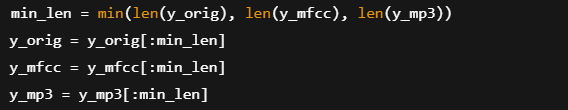 min_len = min(len(y_orig), len(y_mfcc), len(y_mp3))
y_orig = y_orig[:min_len]
y_mfcc = y_mfcc[:min_len]
y_mp3 = y_mp3[:min_len]